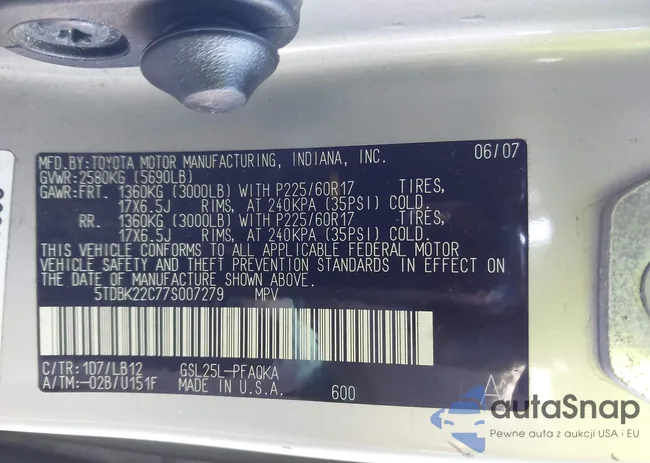 MFD.BY:TOYOTA MOTOR MANUFACTURING, INDIANA, INC. 06/07
GVWR:2580KG (5690LB)
GAWR:FRT. 1360KG (3000LB) WITH P225/60R17 TIRES,
17X6.5J RIMS, AT 240KPA (35PSI) COLD.
RR. 1360KG (3000LB) WITH P225/60R17 TIRES,
17X6.5J RIMS, AT 240KPA (35PSI) COLD.
THIS VEHICLE CONFORMS TO ALL APPLICABLE FEDERAL MOTOR
VEHICLE SAFETY AND THEFT PREVENTION STANDARDS IN EFFECT ON
THE DATE OF MANUFACTURE SHOWN ABOVE.
5TDBK22C77S007279 MPV
C/TR:1D7/LB12 GSL25L-PFAQKA
A/TM:-02B/U151F MADE IN U.S.A. 600 A
autaSnap
Pewne auta z aukcji USA i EU